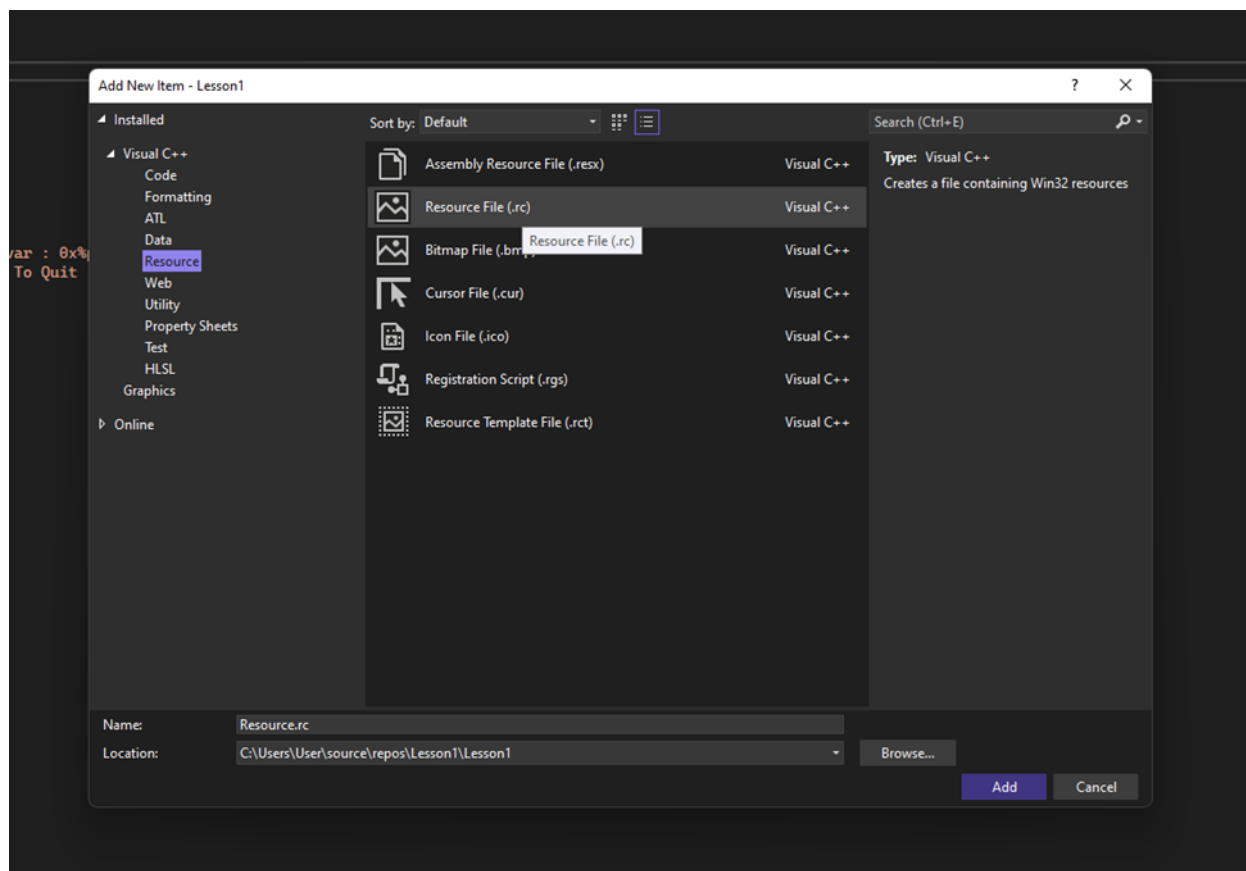 Add New Item - Lesson1
?
Installed
Sort by: Default
Search (Ctrl+E)
Visual C++
Code
Formatting
ATL
Data
Resource
Web
Utility
Property Sheets
Test
HLSL
Graphics
Online
Assembly Resource File (.resx) Visual C++
Resource File (.rc) Visual C++
Resource File (.rc)
Bitmap File (.bmp) Visual C++
Cursor File (.cur) Visual C++
Icon File (.ico) Visual C++
Registration Script (.rgs) Visual C++
Resource Template File (.rct) Visual C++
Type: Visual C++
Creates a file containing Win32 resources
var : 0x%p
To Quit
Name: Resource.rc
Location: C:\Users\User\source\repos\Lesson1\Lesson1
Browse...
Add Cancel